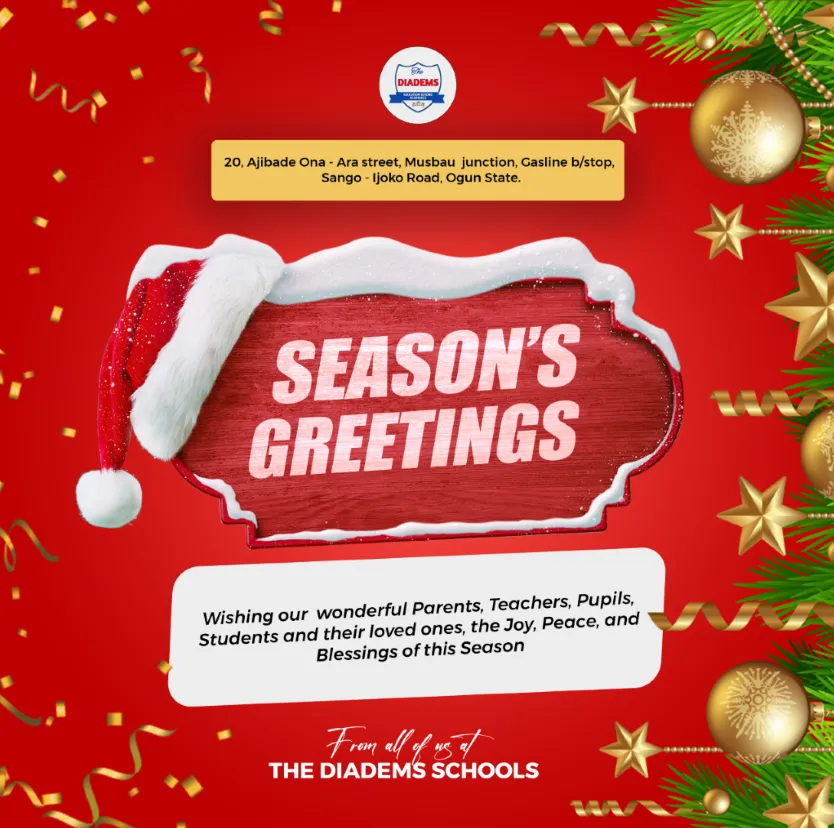 The
DIADEMS
20, Ajibade Ona - Ara street, Musbau junction, Gasline b/stop,
Sango - Ijoko Road, Ogun State.
SEASON'S
GREETINGS
Wishing our wonderful Parents, Teachers, Pupils,
Students and their loved ones, the Joy, Peace, and
Blessings of this Season
From all of us at
THE DIADEMS SCHOOLS